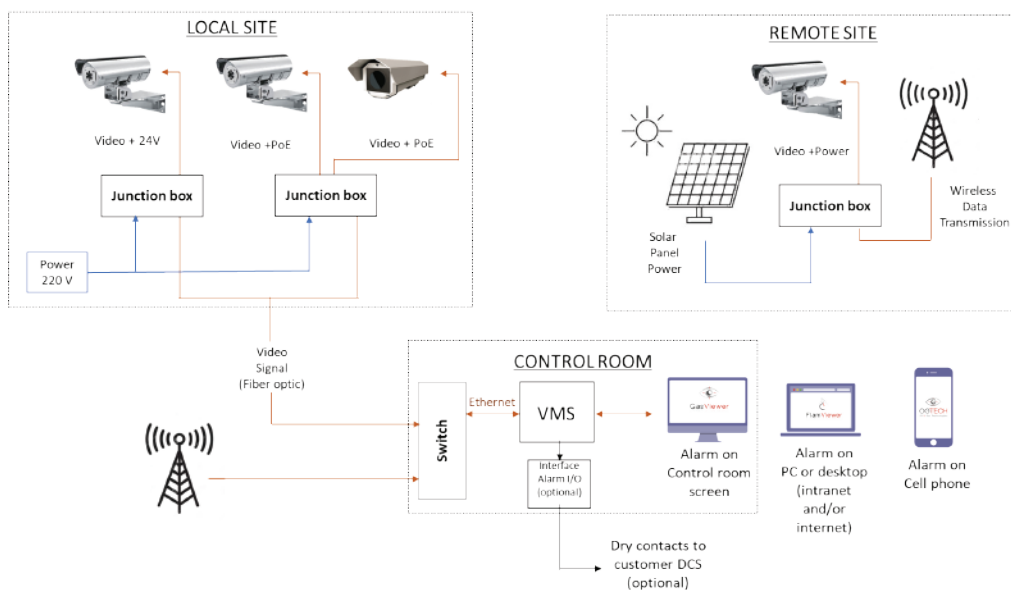 LOCAL SITE
Video + 24V
Video +PoE
Video + PoE
Junction box
Junction box
Power
220 V
REMOTE SITE
Video +Power
Junction box
Solar
Panel
Power
Wireless
Data
Transmission
Video
Signal
(Fiber optic)
CONTROL ROOM
Switch
Ethernet
VMS
Interface
Alarm I/O
(optional)
Dry contacts to
customer DCS
(optional)
Alarm on
Control room
screen
Alarm on
PC or desktop
(intranet
and/or
internet)
Alarm on
Cell phone